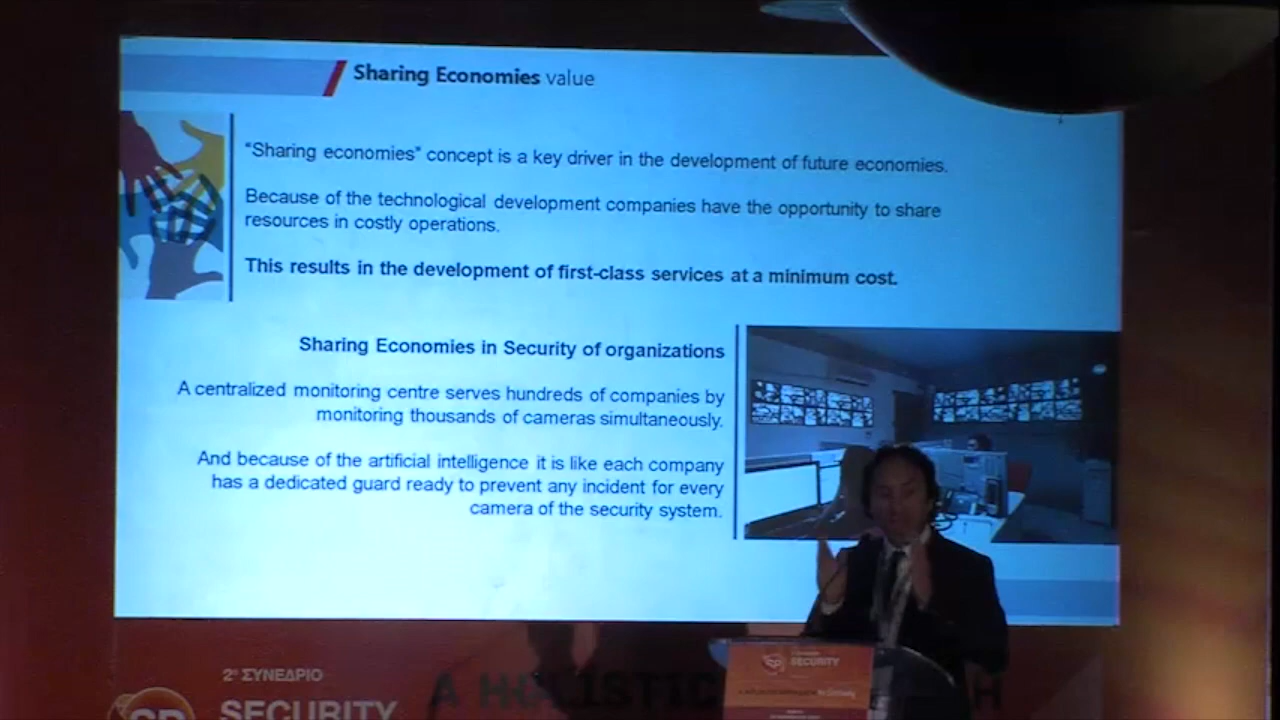 Sharing Economies value
“Sharing economies” concept is a key driver in the development of future economies.
Because of the technological development companies have the opportunity to share
resources in costly operations.
This results in the development of first-class services at a minimum cost.
Sharing Economies in Security of organizations
A centralized monitoring centre serves hundreds of companies by
monitoring thousands of cameras simultaneously.
And because of the artificial intelligence it is like each company
has a dedicated guard ready to prevent any incident for every
camera of the security system.
2º ΣΥΝΕΔΡΙΟ
SECURITY
A HOLISTIC
SECURITY